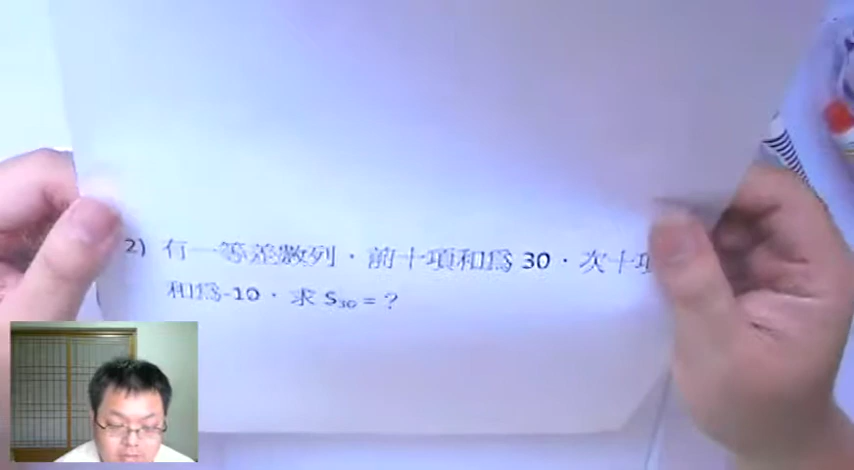 2) 有一等差數列，前十項和為 30，次十項
和為-10，求 S₃₀ = ?